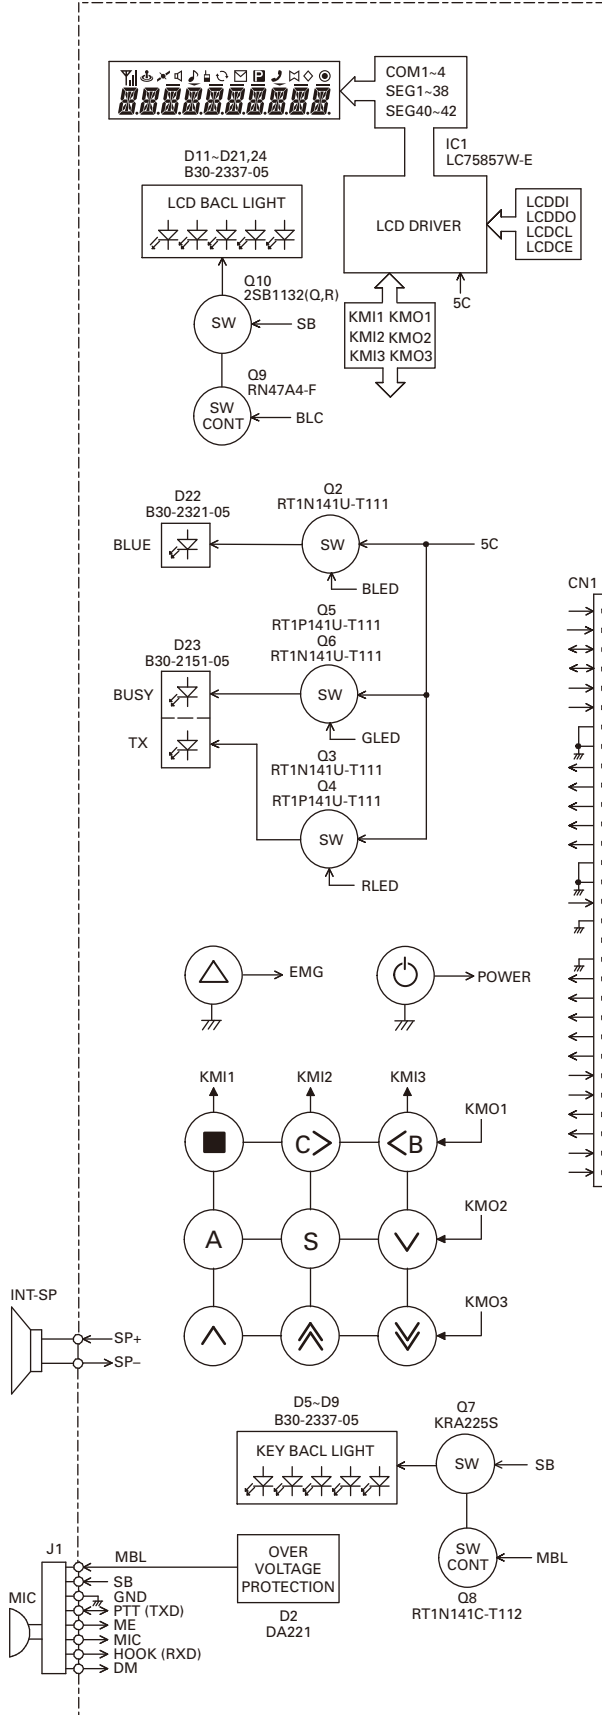 COM1~4
SEG1~38
SEG40~42
IC1
LC75857W-E
D11~D21,24
B30-2337-05
LCD BACL LIGHT
LCD DRIVER
LCDDI
LCDDO
LCDCL
LCDCE
5C
Q10
2SB1132(Q,R)
SW
SB
KMI1 KMO1
KMI2 KMO2
KMI3 KMO3
Q9
RN47A4-F
SW
CONT
BLC
D22
B30-2321-05
BLUE
Q2
RT1N141U-T111
SW
5C
BLED
CN1
Q5
RT1P141U-T111
Q6
RT1N141U-T111
D23
B30-2151-05
BUSY
SW
GLED
TX
Q3
RT1N141U-T111
Q4
RT1P141U-T111
SW
RLED
EMG
POWER
KMI1
KMI2
KMI3
KMO1
C>
<B
KMO2
A
S
KMO3
INT-SP
SP+
SP–
D5~D9
B30-2337-05
KEY BACL LIGHT
Q7
KRA225S
SW
SB
J1
MBL
OVER
VOLTAGE
PROTECTION
D2
DA221
SW
CONT
MBL
Q8
RT1N141C-T112
MIC
SB
GND
PTT (TXD)
ME
MIC
HOOK (RXD)
DM